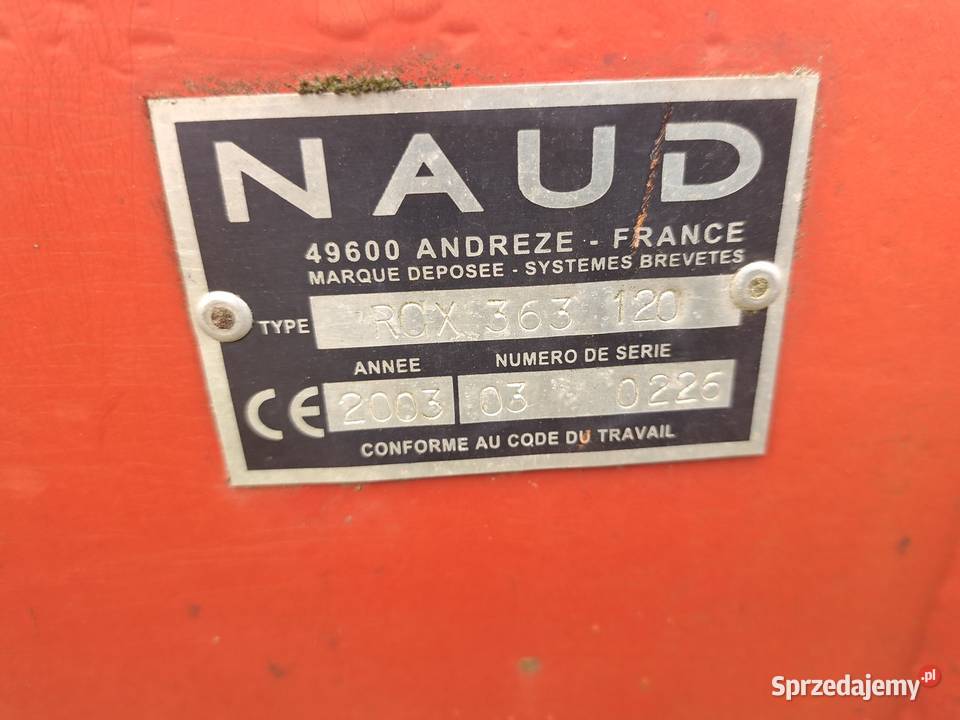 NAUD
49600 ANDREZE - FRANCE
MARQUE DEPOSEE - SYSTEMES BREVETES
TYPE RCX 363 120
ANNEE NUMERO DE SERIE
CE 2003 03 0226
CONFORME AU CODE DU TRAVAIL
Sprzedajemy.pl